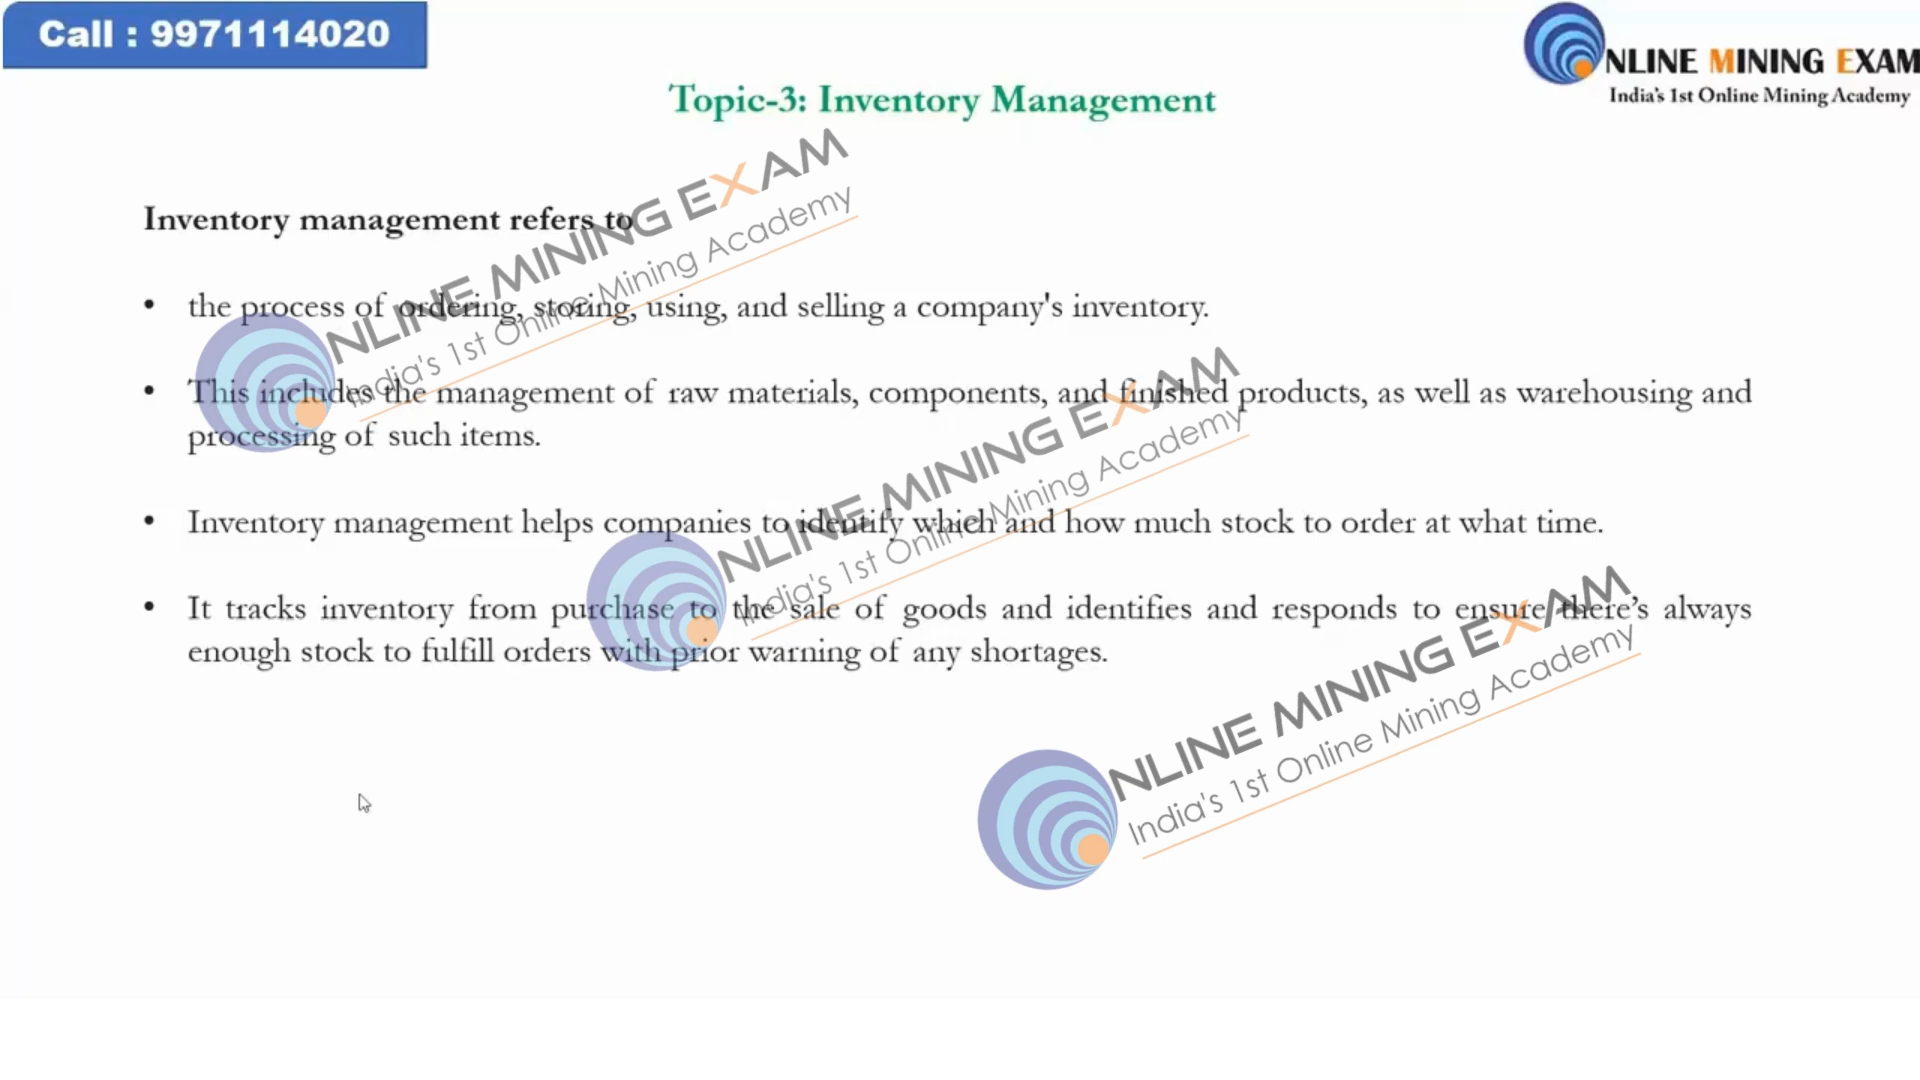 Call : 9971114020
NLINE MINING EXAM
India's 1st Online Mining Academy
Topic-3: Inventory Management
Inventory management refers to
• the process of ordering, storing, using, and selling a company's inventory.
• This includes the management of raw materials, components, and finished products, as well as warehousing and
processing of such items.
• Inventory management helps companies to identify which and how much stock to order at what time.
• It tracks inventory from purchase to the sale of goods and identifies and responds to ensure there’s always
enough stock to fulfill orders with prior warning of any shortages.
NLINE MINING EXAM
India's 1st Online Mining Academy
NLINE MINING EXAM
India's 1st Online Mining Academy
NLINE MINING EXAM
India's 1st Online Mining Academy